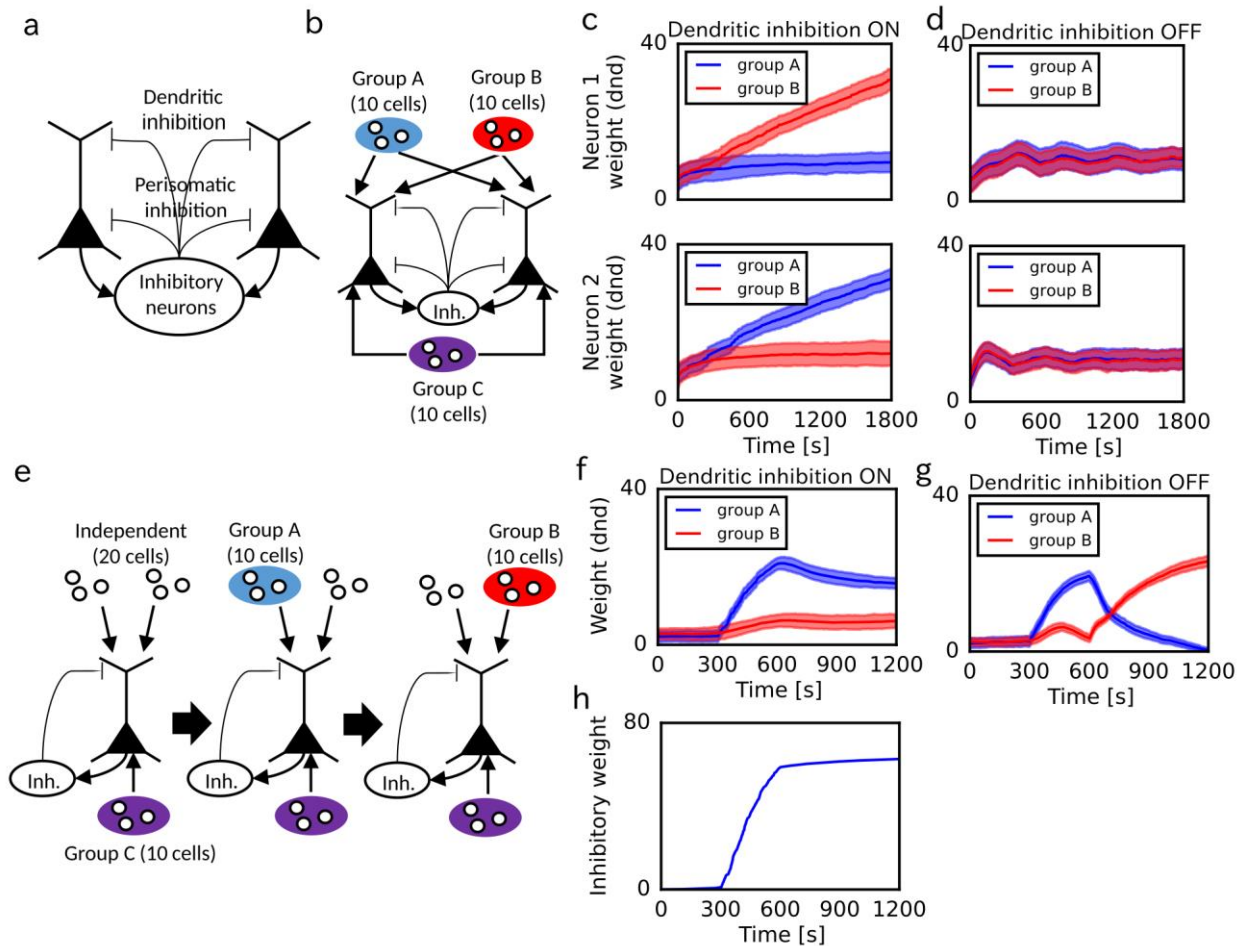 a
Dendritic
inhibition
Perisomatic
inhibition
Inhibitory
neurons
b
Group A
(10 cells)
Group B
(10 cells)
Inh.
Group C
(10 cells)
c
Dendritic inhibition ON
Neuron 1
weight (dnd)
40
0
group A
group B
Neuron 2
weight (dnd)
40
0
group A
group B
0 600 1200 1800
Time [s]
d
Dendritic inhibition OFF
40
0
group A
group B
40
0
group A
group B
0 600 1200 1800
Time [s]
e
Independent
(20 cells)
Group A
(10 cells)
Group B
(10 cells)
Inh.
Inh.
Inh.
Group C (10 cells)
f
Dendritic inhibition ON
Weight (dnd)
40
0
group A
group B
0 300 600 900 1200
Time [s]
g
Dendritic inhibition OFF
40
0
group A
group B
0 300 600 900 1200
Time [s]
h
Inhibitory weight
80
0
0 300 600 900 1200
Time [s]